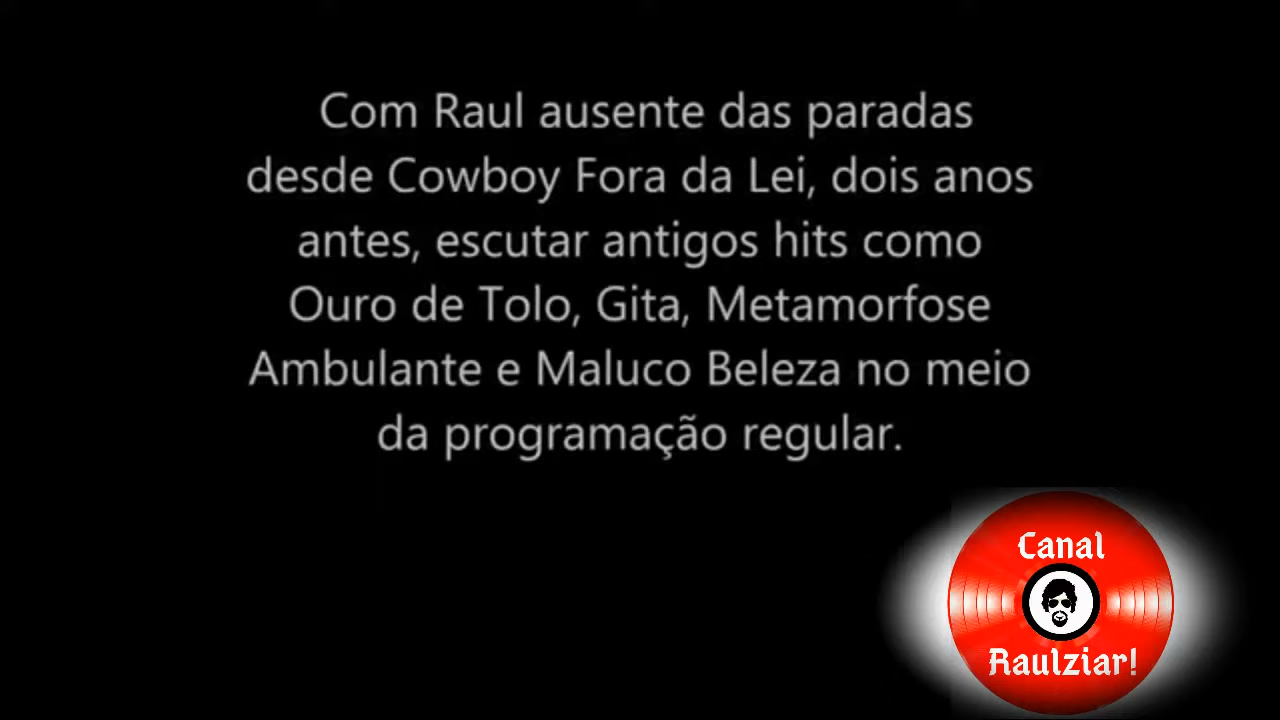 Com Raul ausente das paradas
desde Cowboy Fora da Lei, dois anos
antes, escutar antigos hits como
Ouro de Tolo, Gita, Metamorfose
Ambulante e Maluco Beleza no meio
da programação regular.
Canal
Raulziar!